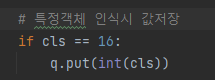 # 특정객체 인식시 값저장
if cls == 16:
q.put(int(cls))